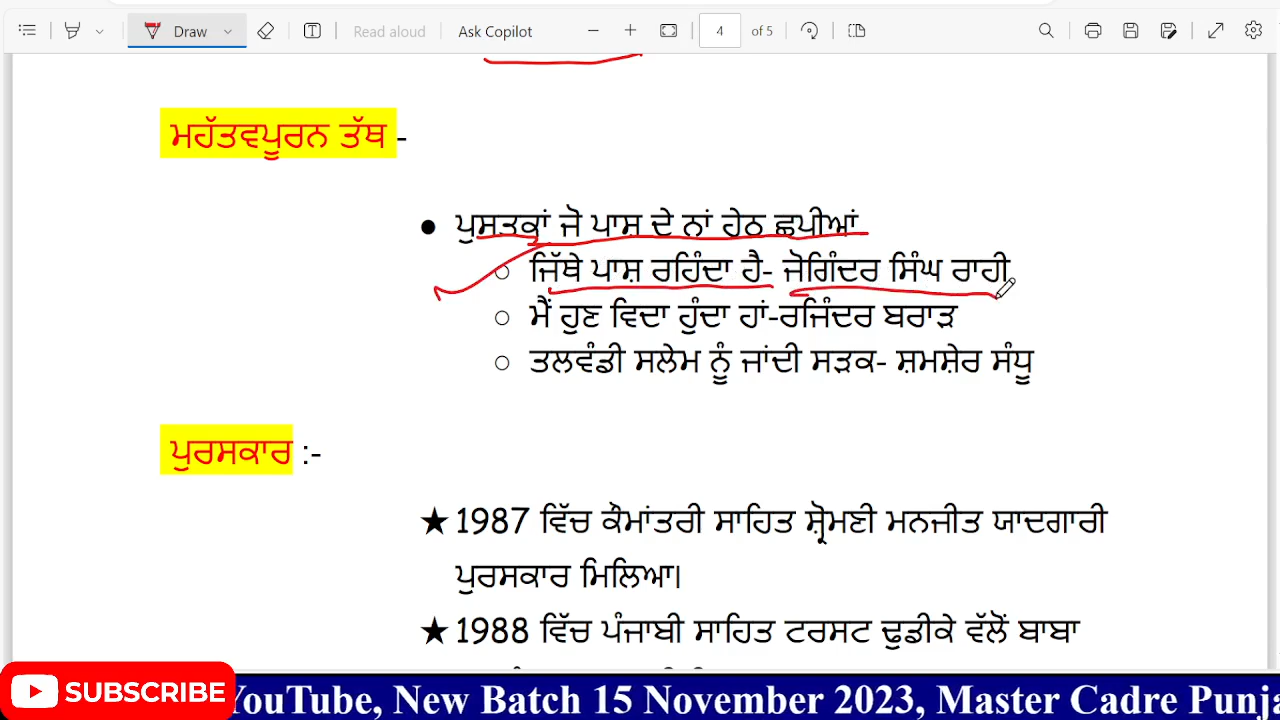 Draw
Read aloud
Ask Copilot
4
of 5
ਮਹੱਤਵਪੂਰਨ ਤੱਥ -
● ਪੁਸਤਕਾਂ ਜੋ ਪਾਸ਼ ਦੇ ਨਾਂ ਹੇਠ ਛਪੀਆਂ
○ ਜਿੱਥੇ ਪਾਸ਼ ਰਹਿੰਦਾ ਹੈ- ਜੋਗਿੰਦਰ ਸਿੰਘ ਰਾਹੀ
○ ਮੈਂ ਹੁਣ ਵਿਦਾ ਹੁੰਦਾ ਹਾਂ-ਰਜਿੰਦਰ ਬਰਾੜ
○ ਤਲਵੰਡੀ ਸਲੇਮ ਨੂੰ ਜਾਂਦੀ ਸੜਕ- ਸ਼ਮਸ਼ੇਰ ਸੰਧੂ
ਪੁਰਸਕਾਰ :-
★ 1987 ਵਿੱਚ ਕੌਮਾਂਤਰੀ ਸਾਹਿਤ ਸ਼੍ਰੋਮਣੀ ਮਨਜੀਤ ਯਾਦਗਾਰੀ
ਪੁਰਸਕਾਰ ਮਿਲਿਆ।
★ 1988 ਵਿੱਚ ਪੰਜਾਬੀ ਸਾਹਿਤ ਟਰਸਟ ਢੁਡੀਕੇ ਵੱਲੋਂ ਬਾਬਾ
SUBSCRIBE
YouTube, New Batch 15 November 2023, Master Cadre Punja